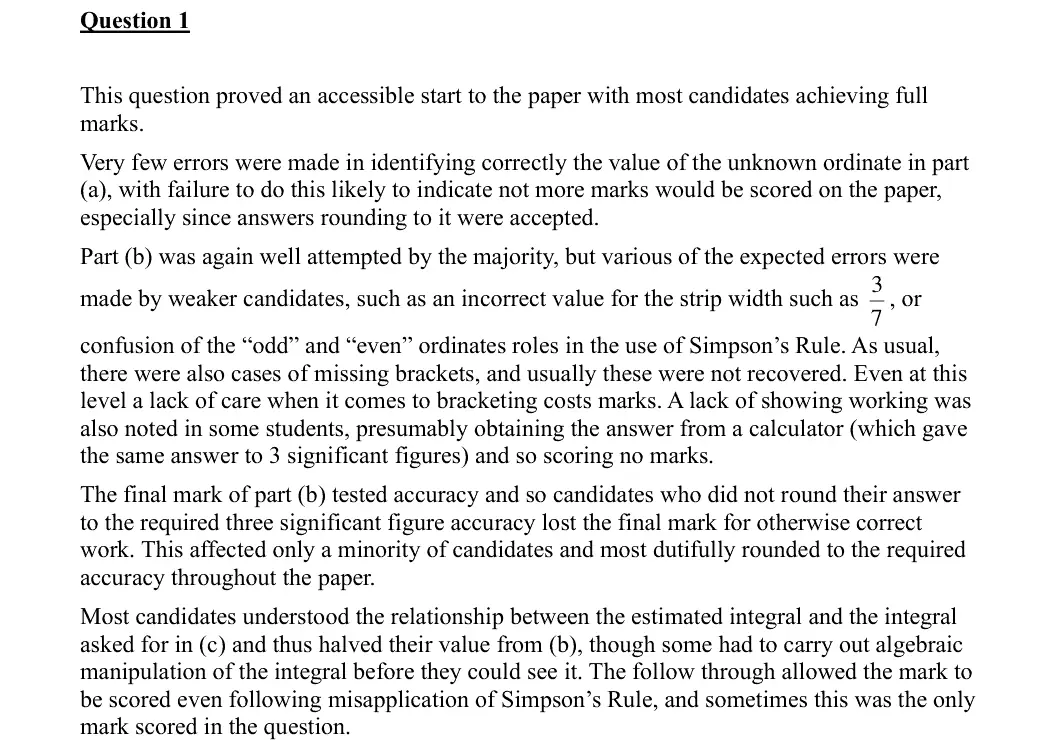 Question 1
This question proved an accessible start to the paper with most candidates achieving full
marks.
Very few errors were made in identifying correctly the value of the unknown ordinate in part
(a), with failure to do this likely to indicate not more marks would be scored on the paper,
especially since answers rounding to it were accepted.
Part (b) was again well attempted by the majority, but various of the expected errors were
made by weaker candidates, such as an incorrect value for the strip width such as 3/7, or
confusion of the “odd” and “even” ordinates roles in the use of Simpson’s Rule. As usual,
there were also cases of missing brackets, and usually these were not recovered. Even at this
level a lack of care when it comes to bracketing costs marks. A lack of showing working was
also noted in some students, presumably obtaining the answer from a calculator (which gave
the same answer to 3 significant figures) and so scoring no marks.
The final mark of part (b) tested accuracy and so candidates who did not round their answer
to the required three significant figure accuracy lost the final mark for otherwise correct
work. This affected only a minority of candidates and most dutifully rounded to the required
accuracy throughout the paper.
Most candidates understood the relationship between the estimated integral and the integral
asked for in (c) and thus halved their value from (b), though some had to carry out algebraic
manipulation of the integral before they could see it. The follow through allowed the mark to
be scored even following misapplication of Simpson’s Rule, and sometimes this was the only
mark scored in the question.